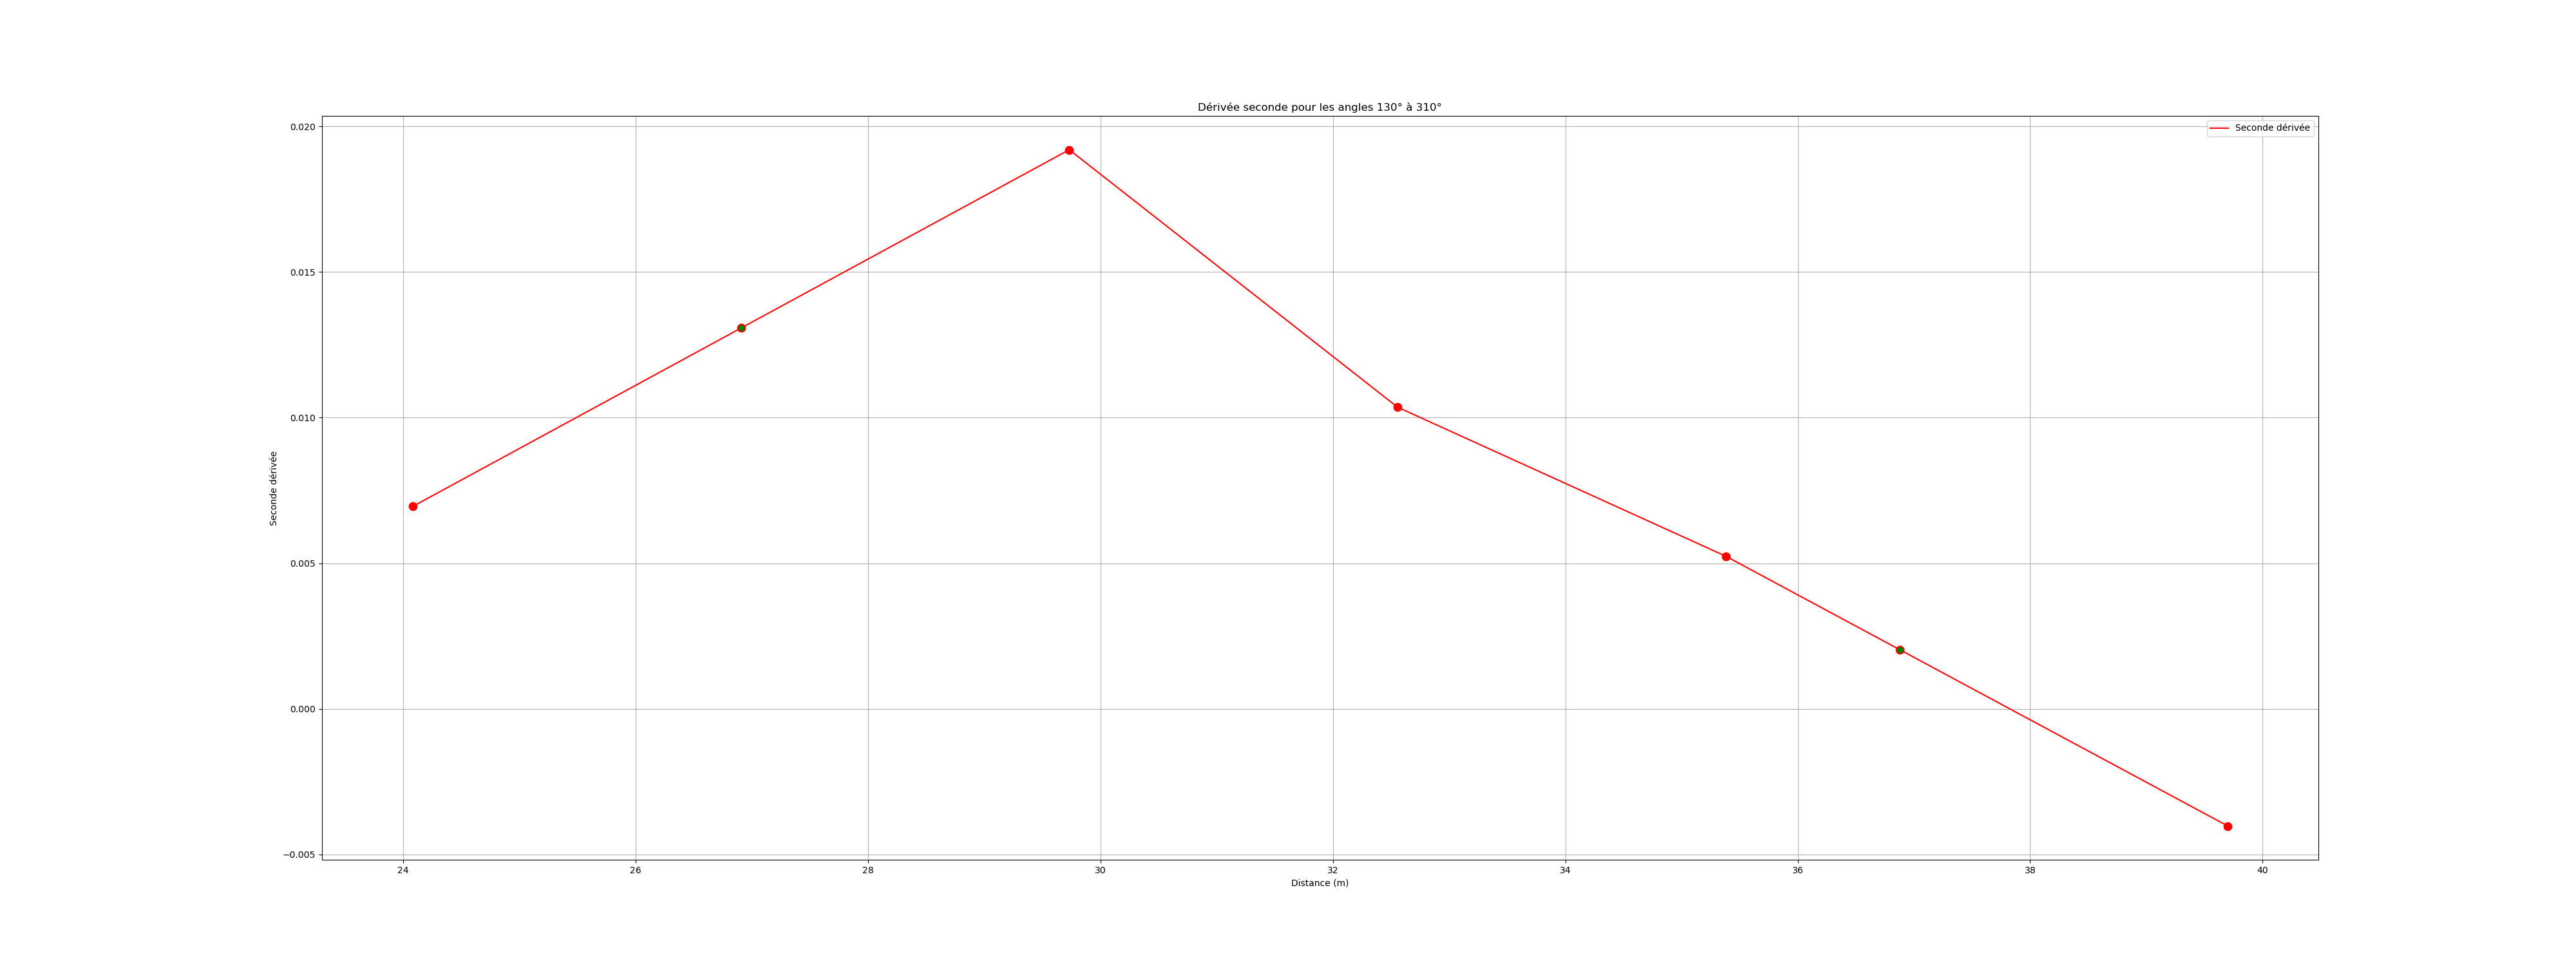 Dérivée seconde pour les angles 130° à 310°
Seconde dérivée
0.020
0.015
0.010
0.005
0.000
−0.005
Seconde dérivée
24 26 28 30 32 34 36 38 40
Distance (m)